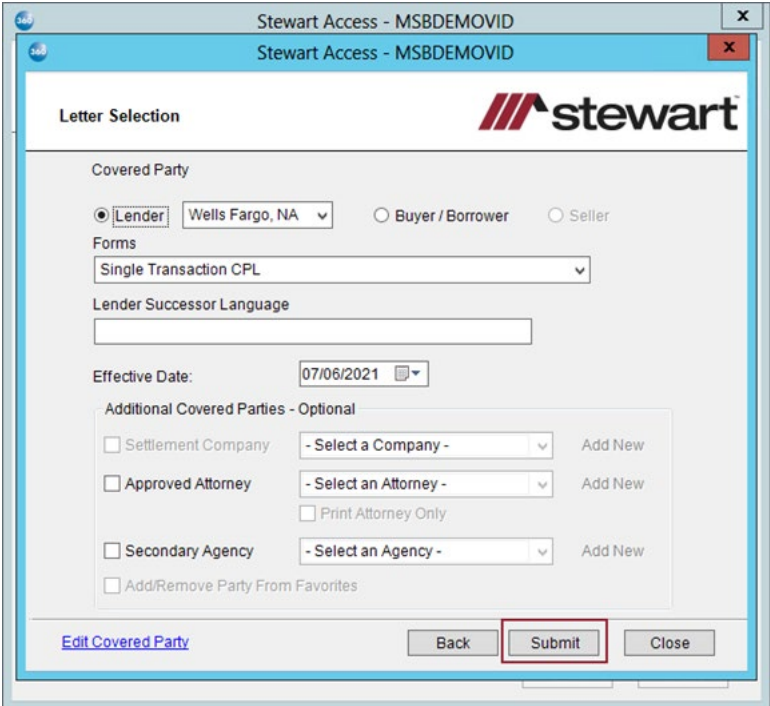 360
Stewart Access - MSBDEMOVID
x
360
Stewart Access - MSBDEMOVID
x
Letter Selection
stewart
Covered Party
Lender Wells Fargo, NA Buyer / Borrower Seller
Forms
Single Transaction CPL
Lender Successor Language
Effective Date: 07/06/2021
Additional Covered Parties - Optional
Settlement Company - Select a Company - Add New
Approved Attorney - Select an Attorney - Add New
Print Attorney Only
Secondary Agency - Select an Agency - Add New
Add/Remove Party From Favorites
Edit Covered Party Back Submit Close